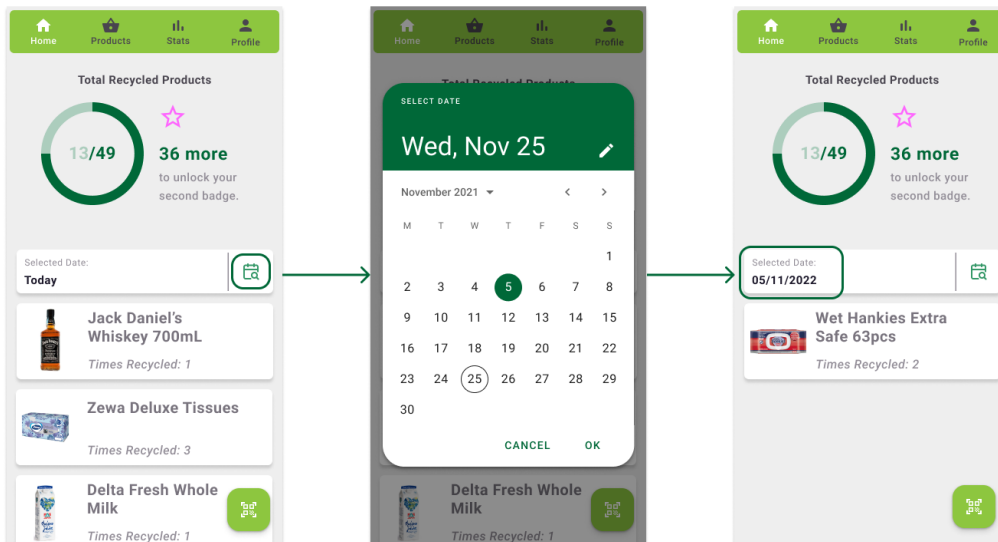 Home Products Stats Profile
Total Recycled Products
13/49
36 more
to unlock your
second badge.
Selected Date:
Today
Jack Daniel's
Whiskey 700mL
Times Recycled: 1
Zewa Deluxe Tissues
Times Recycled: 3
Delta Fresh Whole
Milk
Times Recycled: 1
Home Products Stats Profile
Total Recycled Products
SELECT DATE
Wed, Nov 25
November 2021
M T W T F S S
1
2 3 4 5 6 7 8
9 10 11 12 13 14 15
16 17 18 19 20 21 22
23 24 25 26 27 28 29
30
CANCEL OK
Delta Fresh Whole
Milk
Times Recycled: 1
Home Products Stats Profile
Total Recycled Products
13/49
36 more
to unlock your
second badge.
Selected Date:
05/11/2022
Wet Hankies Extra
Safe 63pcs
Times Recycled: 2